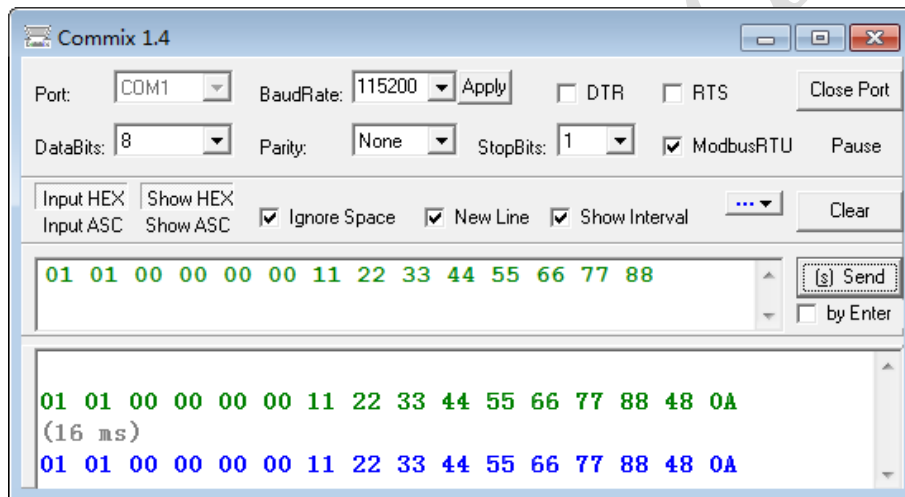 Commix 1.4
Port: COM1 BaudRate: 115200 Apply DTR RTS Close Port
DataBits: 8 Parity: None StopBits: 1 ModbusRTU Pause
Input HEX Show HEX
Input ASC Show ASC Ignore Space New Line Show Interval ... Clear
01 01 00 00 00 00 11 22 33 44 55 66 77 88 (s) Send
by Enter
01 01 00 00 00 00 11 22 33 44 55 66 77 88 48 0A
(16 ms)
01 01 00 00 00 00 11 22 33 44 55 66 77 88 48 0A